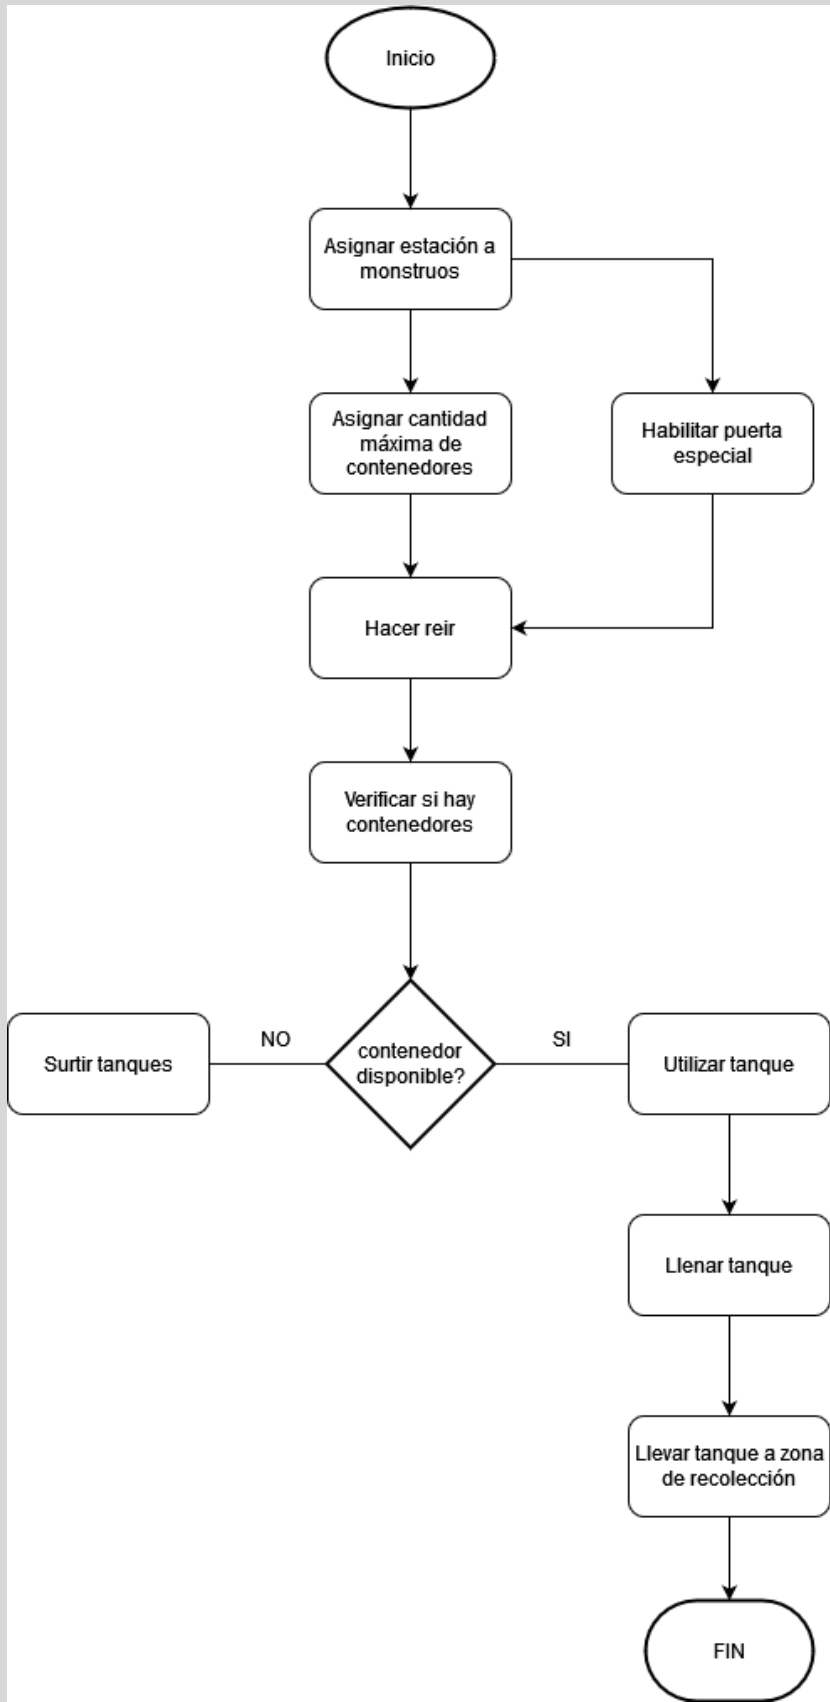 Inicio
Asignar estación a
monstruos
Asignar cantidad
máxima de
contenedores
Habilitar puerta
especial
Hacer reir
Verificar si hay
contenedores
contenedor
disponible?
NO
SI
Surtir tanques
Utilizar tanque
Llenar tanque
Llevar tanque a zona
de recolección
FIN